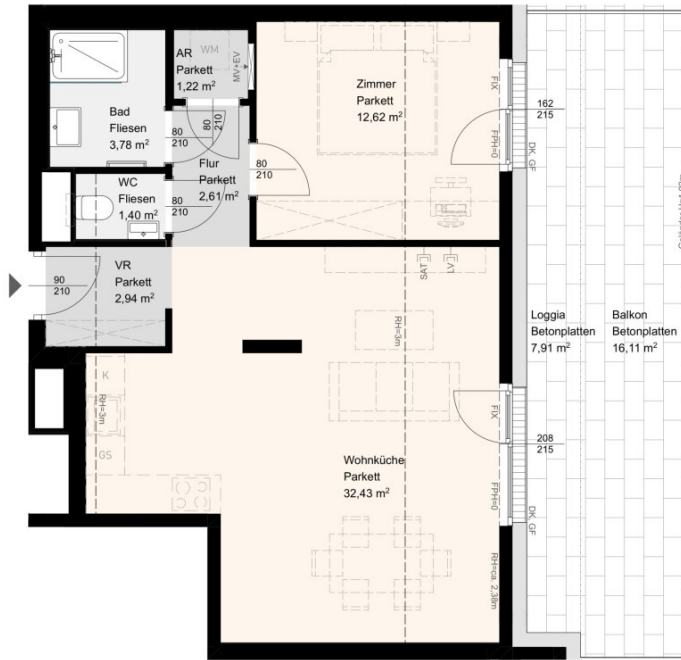 AR
Parkett
1,22 m²
WM
MV+EV
Bad
Fliesen
3,78 m²
80
210
80
210
Zimmer
Parkett
12,62 m²
FIX
162
215
FPH=0
DK, GF
Flur
Parkett
2,61 m²
80
210
WC
Fliesen
1,40 m²
80
210
VR
Parkett
2,94 m²
90
210
SAT
LV
RH=3m
Loggia
Betonplatten
7,91 m²
Balkon
Betonplatten
16,11 m²
K
RH=3m
GS
FIX
208
215
Wohnküche
Parkett
32,43 m²
FPH=0
DK, GF
RH=ca. 2,38m